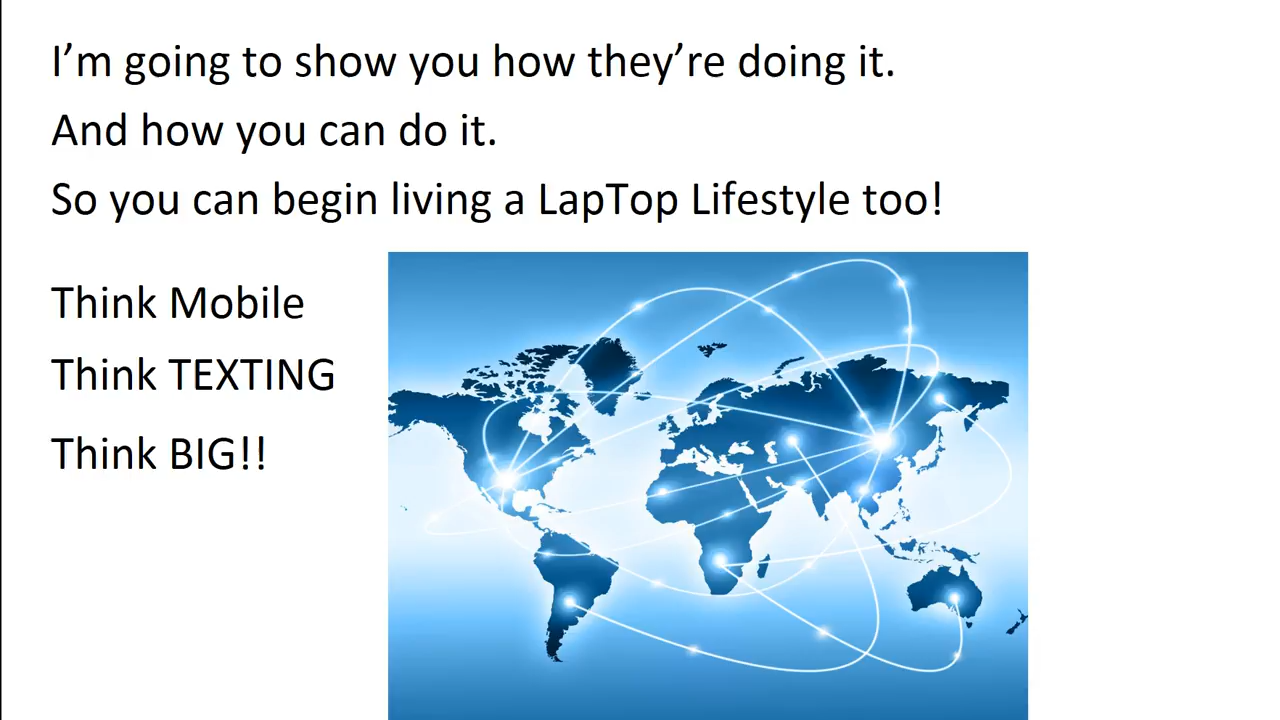 I’m going to show you how they’re doing it.
And how you can do it.
So you can begin living a LapTop Lifestyle too!
Think Mobile
Think TEXTING
Think BIG!!